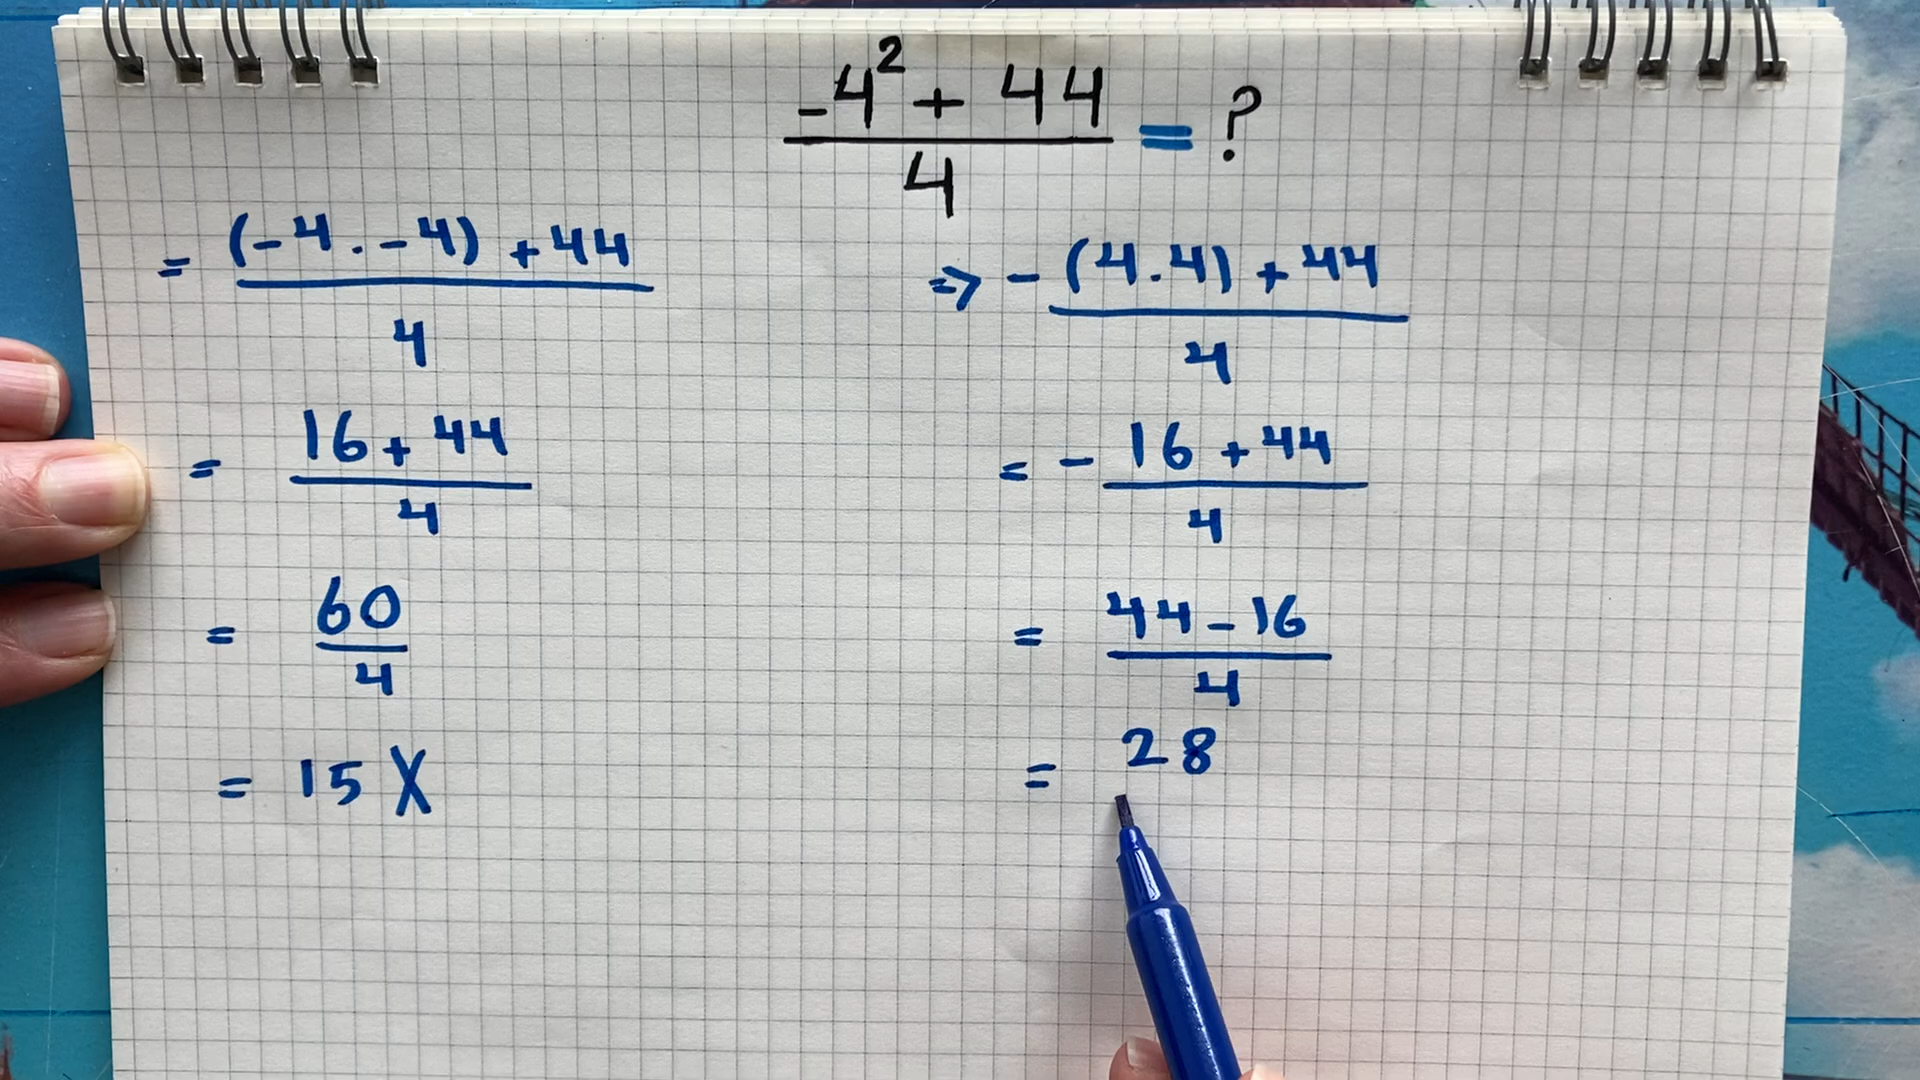 -4² + 44 = ?
4
= (-4 . -4) + 44
4
= 16 + 44
4
= 60
4
= 15 X
=> - (4 . 4) + 44
4
= - 16 + 44
4
= 44 - 16
4
= 28